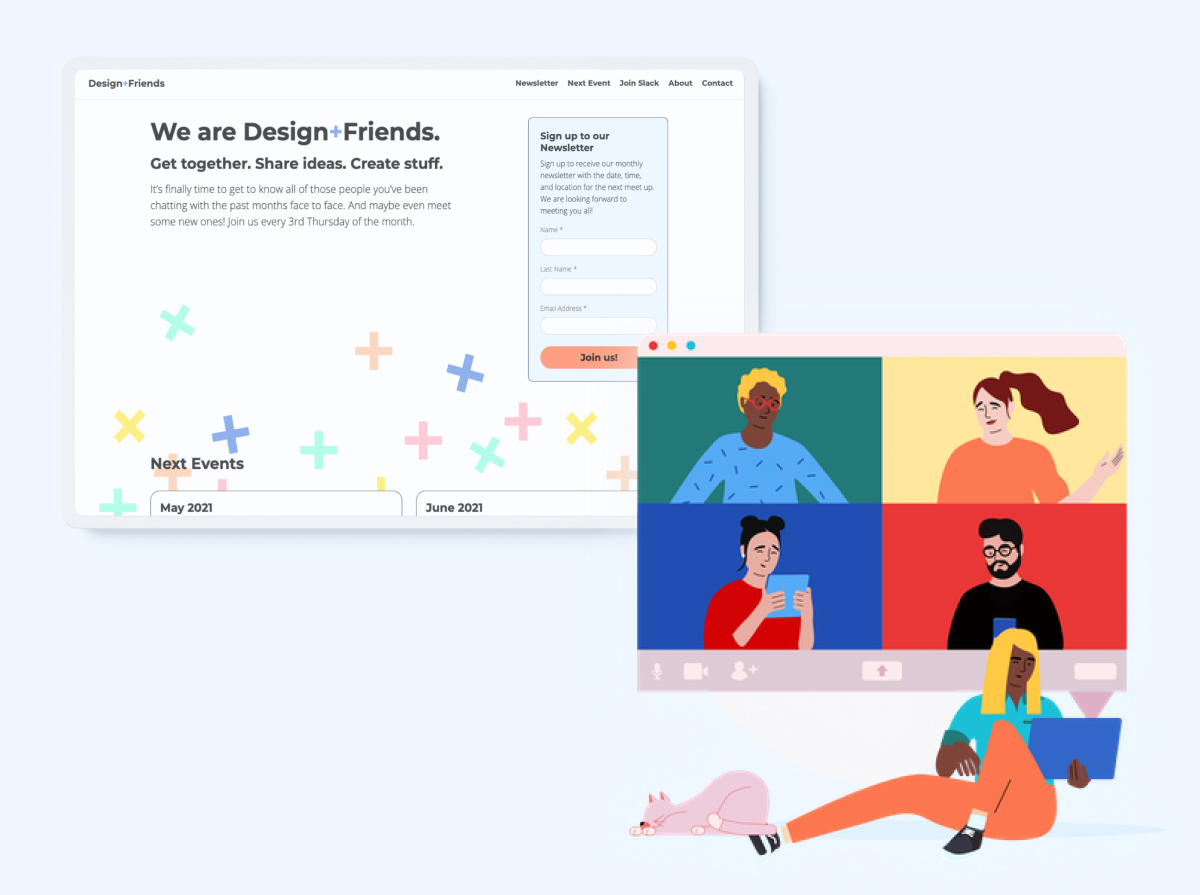 Design+Friends
Newsletter Next Event Join Slack About Contact
We are Design+Friends.
Get together. Share ideas. Create stuff.
It's finally time to get to know all of those people you've been
chatting with the past months face to face. And maybe even meet
some new ones! Join us every 3rd Thursday of the month.
Sign up to our
Newsletter
Sign up to receive our monthly
newsletter with the date, time,
and location for the next meet up.
We are looking forward to
meeting you all!
Name *
Last Name *
Email Address *
Join us!
Next Events
May 2021
June 2021